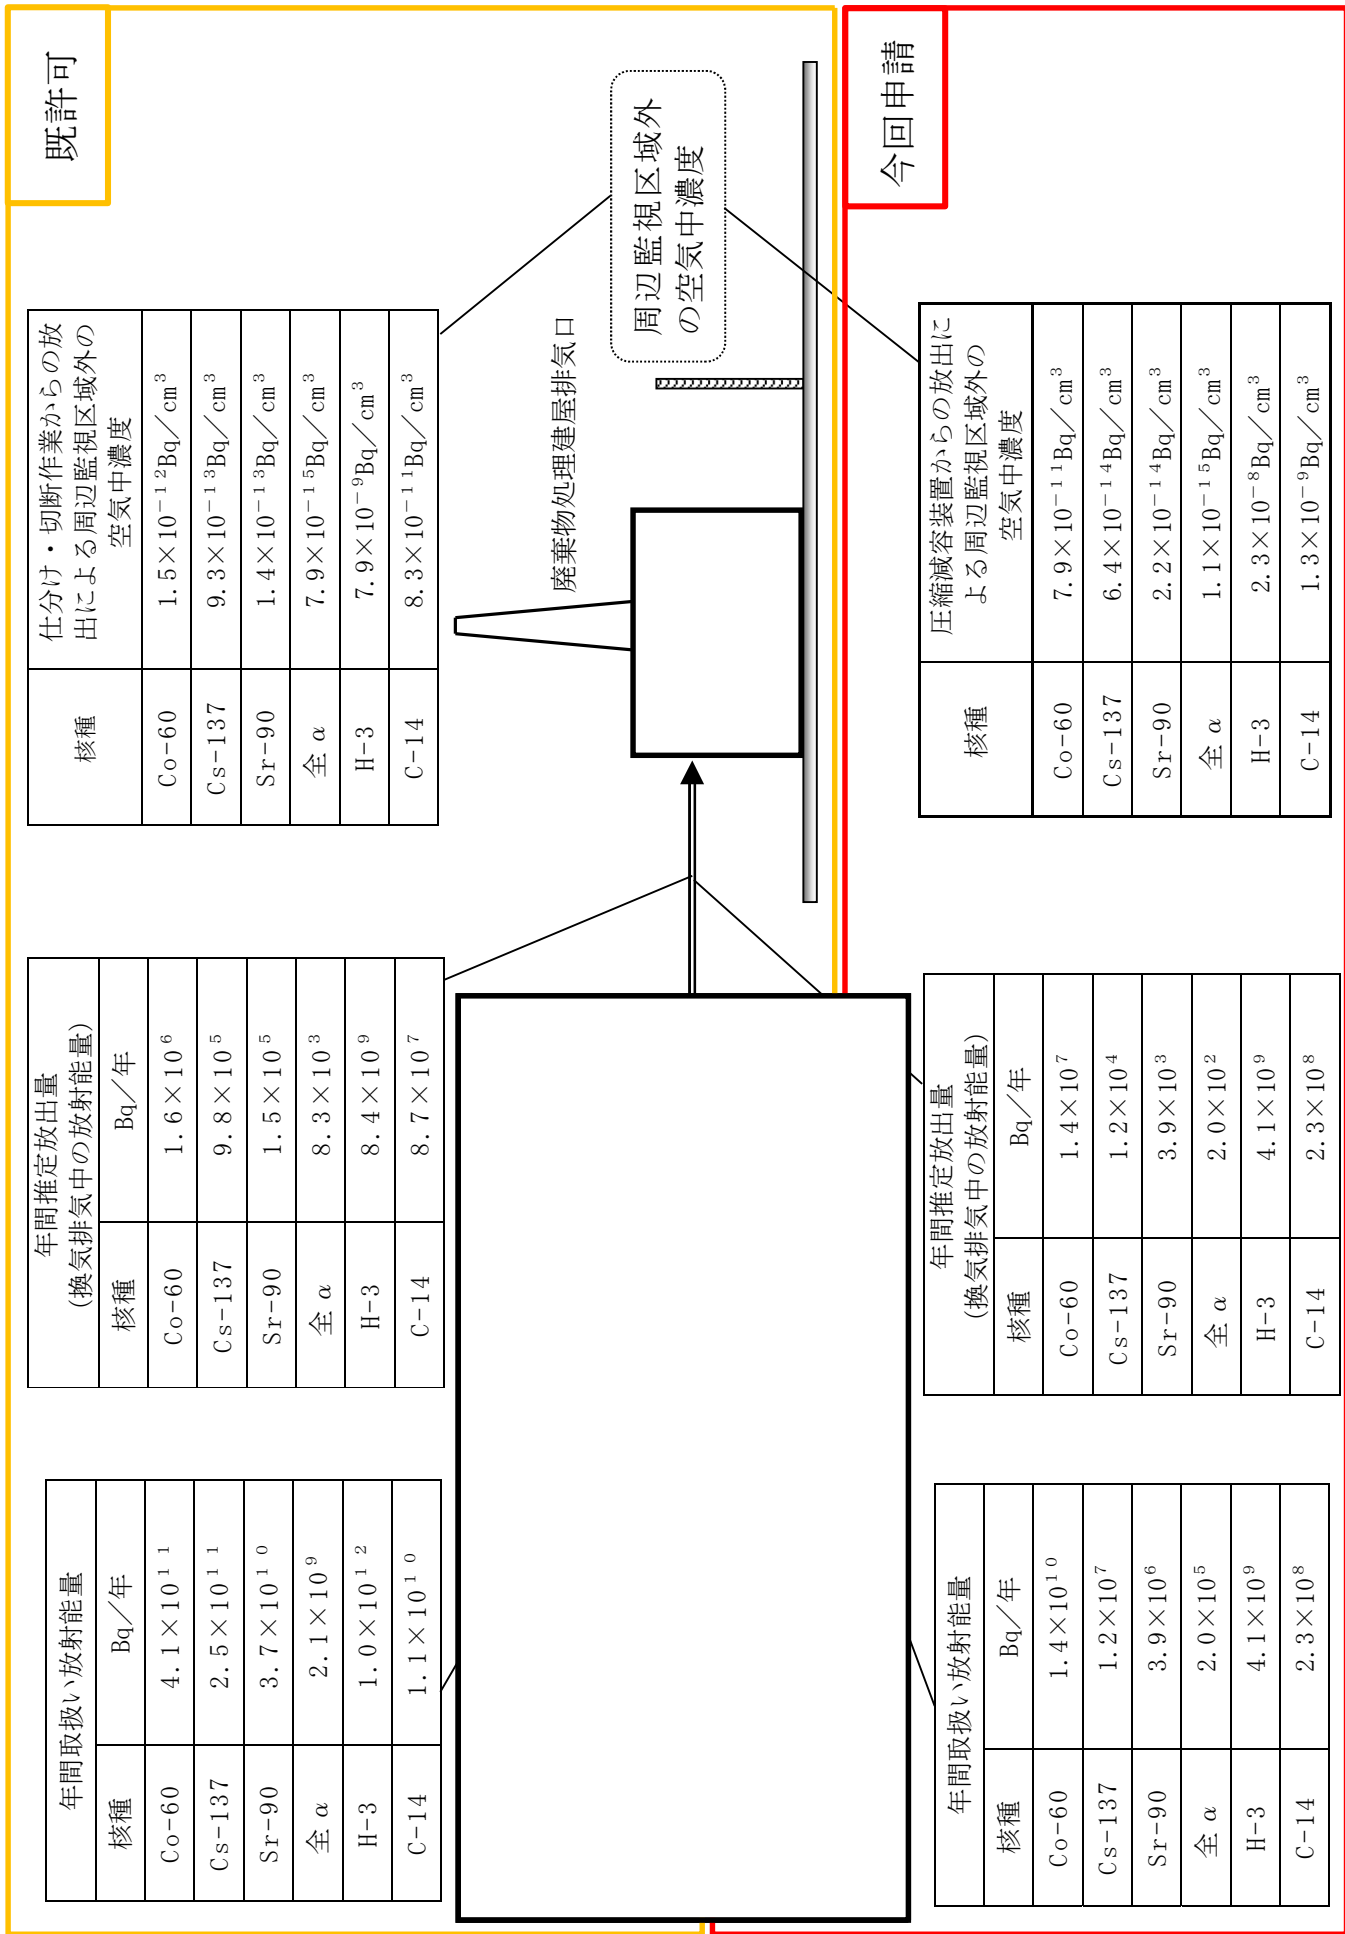 既許可
年間取扱い放射能量
核種 Bq／年
Co-60 4.1×10¹¹
Cs-137 2.5×10¹¹
Sr-90 3.7×10¹⁰
全α 2.1×10⁹
H-3 1.0×10¹²
C-14 1.1×10¹⁰
年間推定放出量
(換気排気中の放射能量)
核種 Bq／年
Co-60 1.6×10⁶
Cs-137 9.8×10⁵
Sr-90 1.5×10⁵
全α 8.3×10³
H-3 8.4×10⁹
C-14 8.7×10⁷
核種 仕分け・切断作業からの放
出による周辺監視区域外の
空気中濃度
Co-60 1.5×10⁻¹²Bq／cm³
Cs-137 9.3×10⁻¹³Bq／cm³
Sr-90 1.4×10⁻¹³Bq／cm³
全α 7.9×10⁻¹⁵Bq／cm³
H-3 7.9×10⁻⁹Bq／cm³
C-14 8.3×10⁻¹¹Bq／cm³
廃棄物処理建屋排気口
周辺監視区域外
の空気中濃度
今回申請
年間取扱い放射能量
核種 Bq／年
Co-60 1.4×10¹⁰
Cs-137 1.2×10⁷
Sr-90 3.9×10⁶
全α 2.0×10⁵
H-3 4.1×10⁹
C-14 2.3×10⁸
年間推定放出量
(換気排気中の放射能量)
核種 Bq／年
Co-60 1.4×10⁷
Cs-137 1.2×10⁴
Sr-90 3.9×10³
全α 2.0×10²
H-3 4.1×10⁹
C-14 2.3×10⁸
核種 圧縮減容装置からの放出に
よる周辺監視区域外の
空気中濃度
Co-60 7.9×10⁻¹¹Bq／cm³
Cs-137 6.4×10⁻¹⁴Bq／cm³
Sr-90 2.2×10⁻¹⁴Bq／cm³
全α 1.1×10⁻¹⁵Bq／cm³
H-3 2.3×10⁻⁸Bq／cm³
C-14 1.3×10⁻⁹Bq／cm³